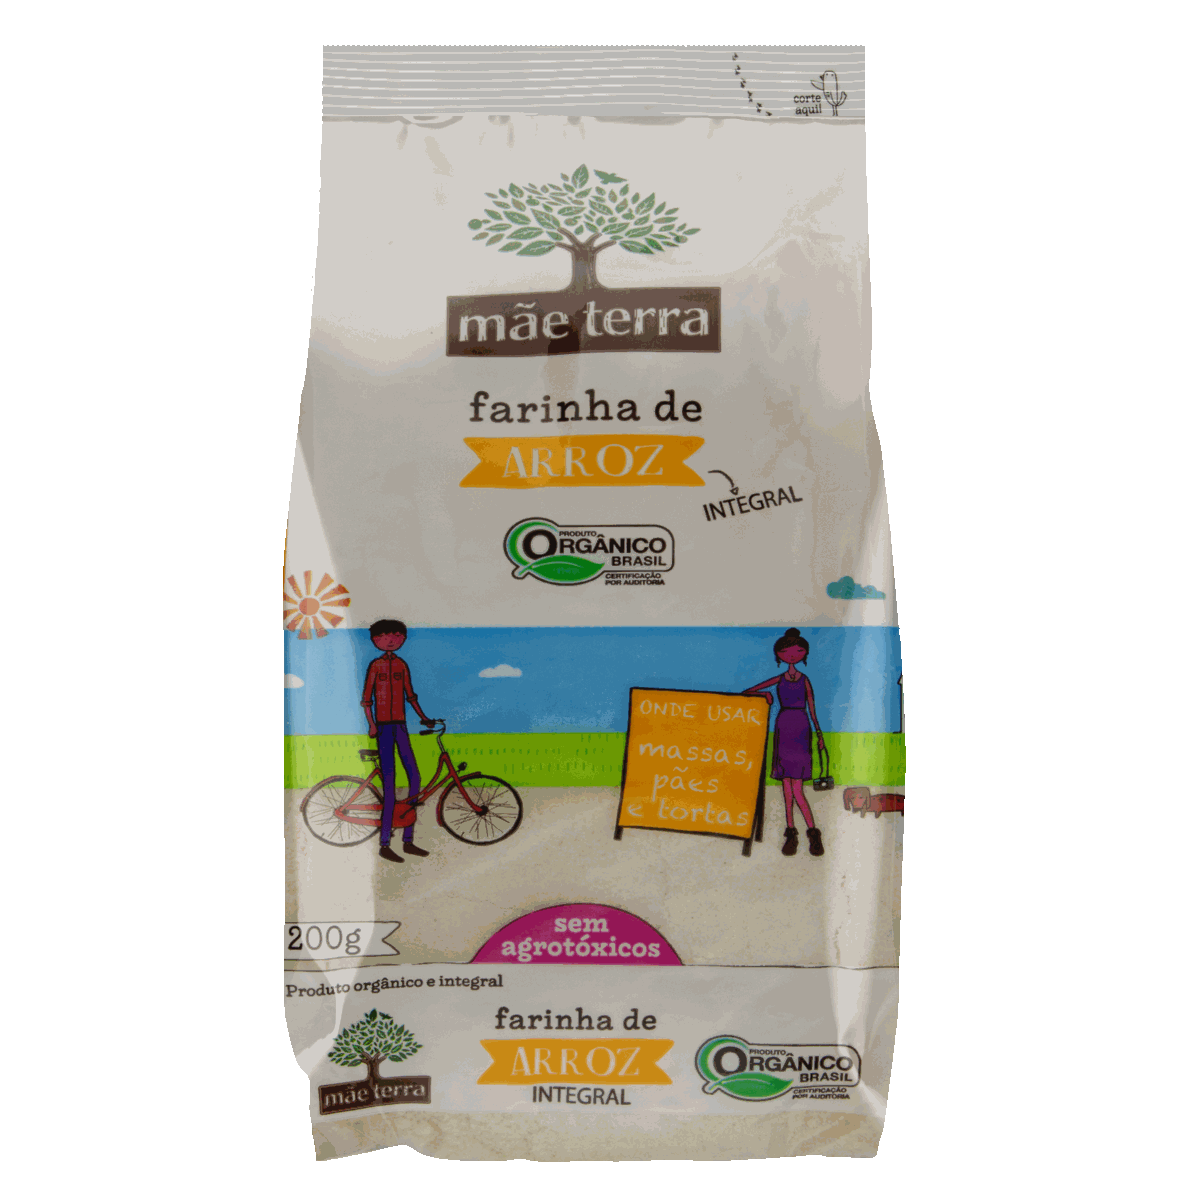 corte
aqui!
mãe terra
farinha de
ARROZ
INTEGRAL
PRODUTO
ORGÂNICO
BRASIL
CERTIFICAÇÃO
POR AUDITORIA
ONDE USAR
massas,
pães
e tortas
200g
sem
agrotóxicos
Produto orgânico e integral
farinha de
ARROZ
INTEGRAL
mãe terra
PRODUTO
ORGÂNICO
BRASIL
CERTIFICAÇÃO
POR AUDITORIA